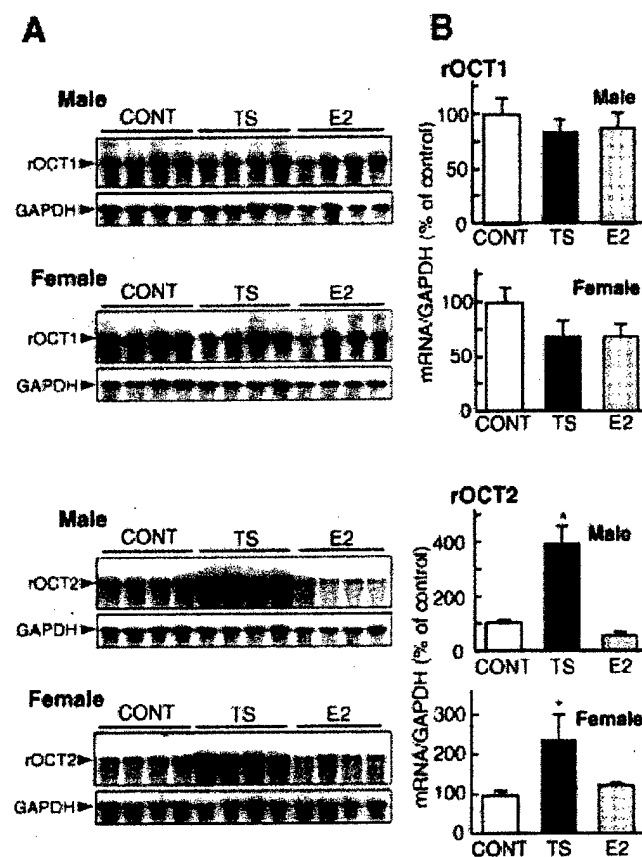 A
Male
CONT TS E2
rOCT1
GAPDH
Female
CONT TS E2
rOCT1
GAPDH
Male
CONT TS E2
rOCT2
GAPDH
Female
CONT TS E2
rOCT2
GAPDH
B
rOCT1
Male
100
50
0
CONT TS E2
Female
100
50
0
CONT TS E2
mRNA/GAPDH (% of control)
rOCT2
*
Male
400
200
0
CONT TS E2
*
Female
300
200
100
0
CONT TS E2
mRNA/GAPDH (% of control)